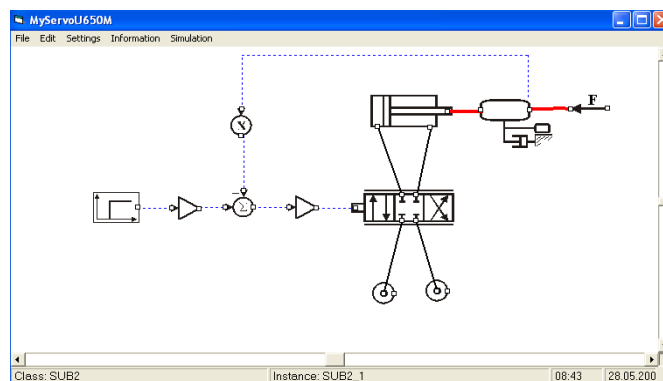 MyServoU650M
File Edit Settings Information Simulation
F
X
Σ
Class: SUB2 Instance: SUB2_1 08:43 28.05.200